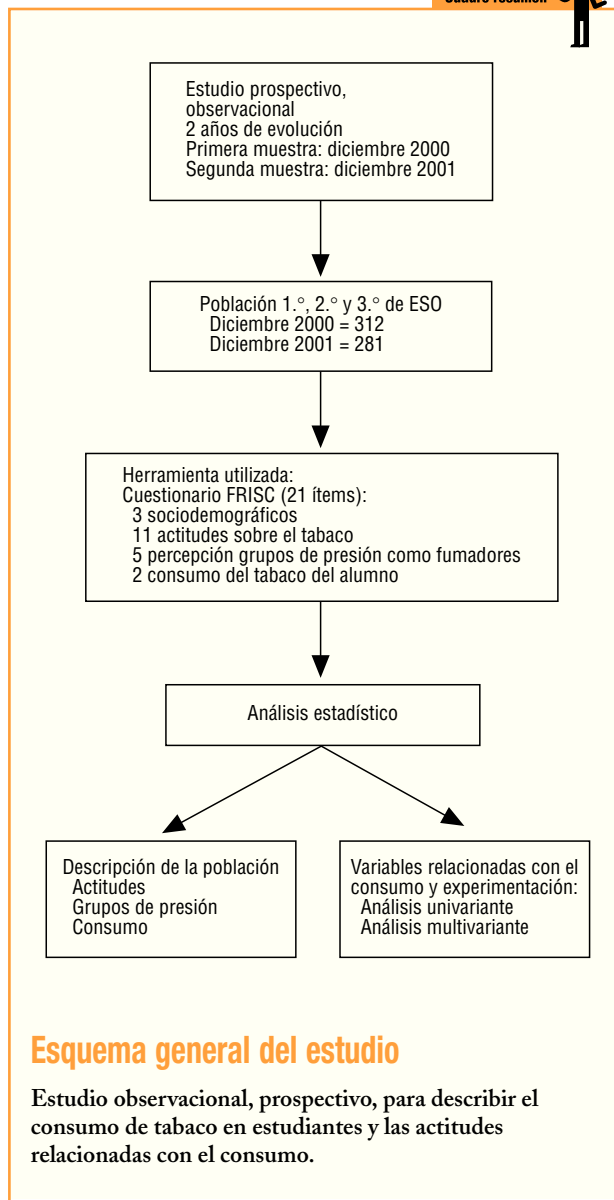 Cuadro resumen
Estudio prospectivo,
observacional
2 años de evolución
Primera muestra: diciembre 2000
Segunda muestra: diciembre 2001
Población 1.°, 2.° y 3.° de ESO
Diciembre 2000 = 312
Diciembre 2001 = 281
Herramienta utilizada:
Cuestionario FRISC (21 ítems):
3 sociodemográficos
11 actitudes sobre el tabaco
5 percepción grupos de presión como fumadores
2 consumo del tabaco del alumno
Análisis estadístico
Descripción de la población
Actitudes
Grupos de presión
Consumo
Variables relacionadas con el
consumo y experimentación:
Análisis univariante
Análisis multivariante
Esquema general del estudio
Estudio observacional, prospectivo, para describir el
consumo de tabaco en estudiantes y las actitudes
relacionadas con el consumo.